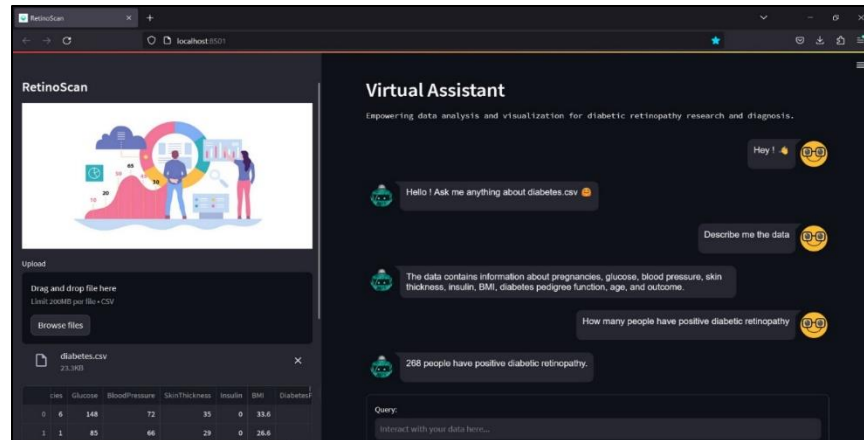 RetinoScan
localhost:8501
RetinoScan
Upload
Drag and drop file here
Limit 200MB per file • CSV
Browse files
diabetes.csv
23.3KB
cies Glucose BloodPressure SkinThickness Insulin BMI DiabetesP
0 6 148 72 35 0 33.6
1 1 85 66 29 0 26.6
Virtual Assistant
Empowering data analysis and visualization for diabetic retinopathy research and diagnosis.
Hey ! 👋
Hello ! Ask me anything about diabetes.csv 🤗
Describe me the data
The data contains information about pregnancies, glucose, blood pressure, skin
thickness, insulin, BMI, diabetes pedigree function, age, and outcome.
How many people have positive diabetic retinopathy
268 people have positive diabetic retinopathy.
Query:
Interact with your data here...